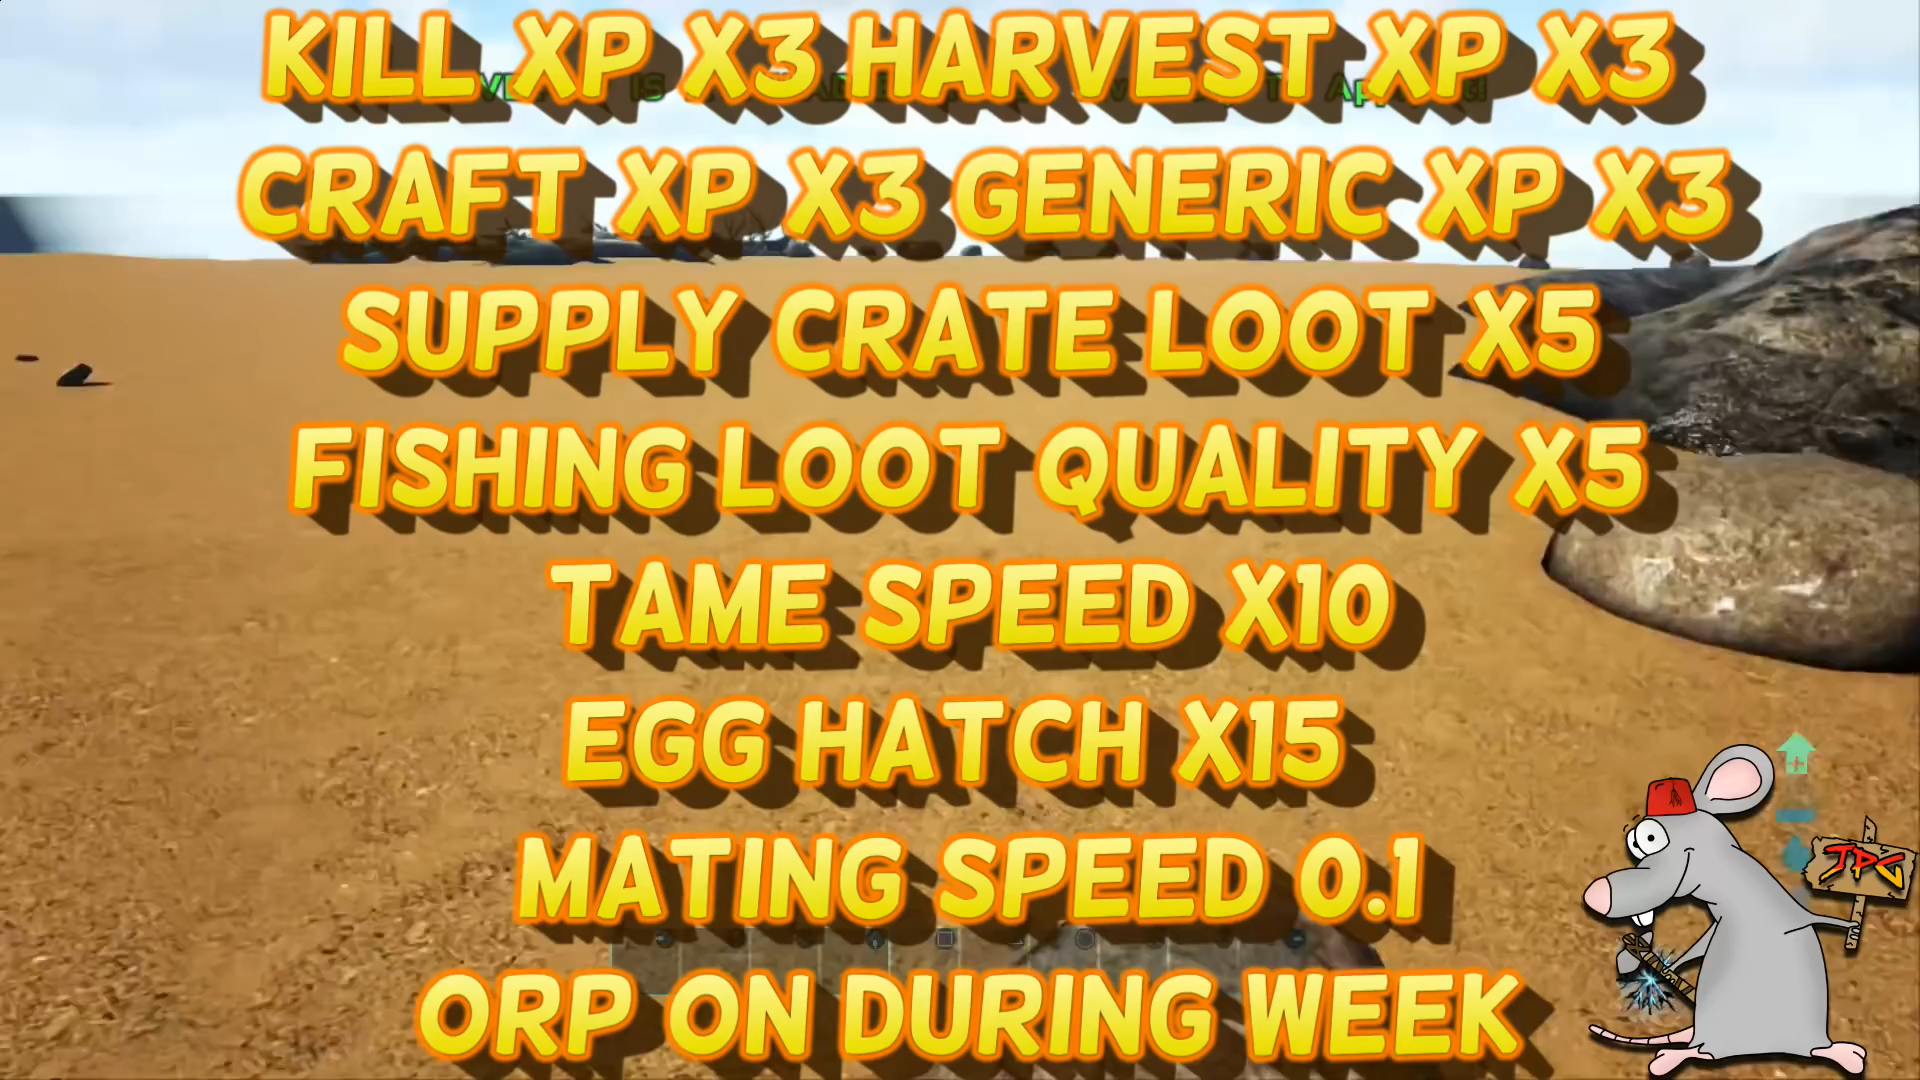 KILL XP X3 HARVEST XP X3
CRAFT XP X3 GENERIC XP X3
SUPPLY CRATE LOOT X5
FISHING LOOT QUALITY X5
TAME SPEED X10
EGG HATCH X15
MATING SPEED 0.1
ORP ON DURING WEEK
JPG